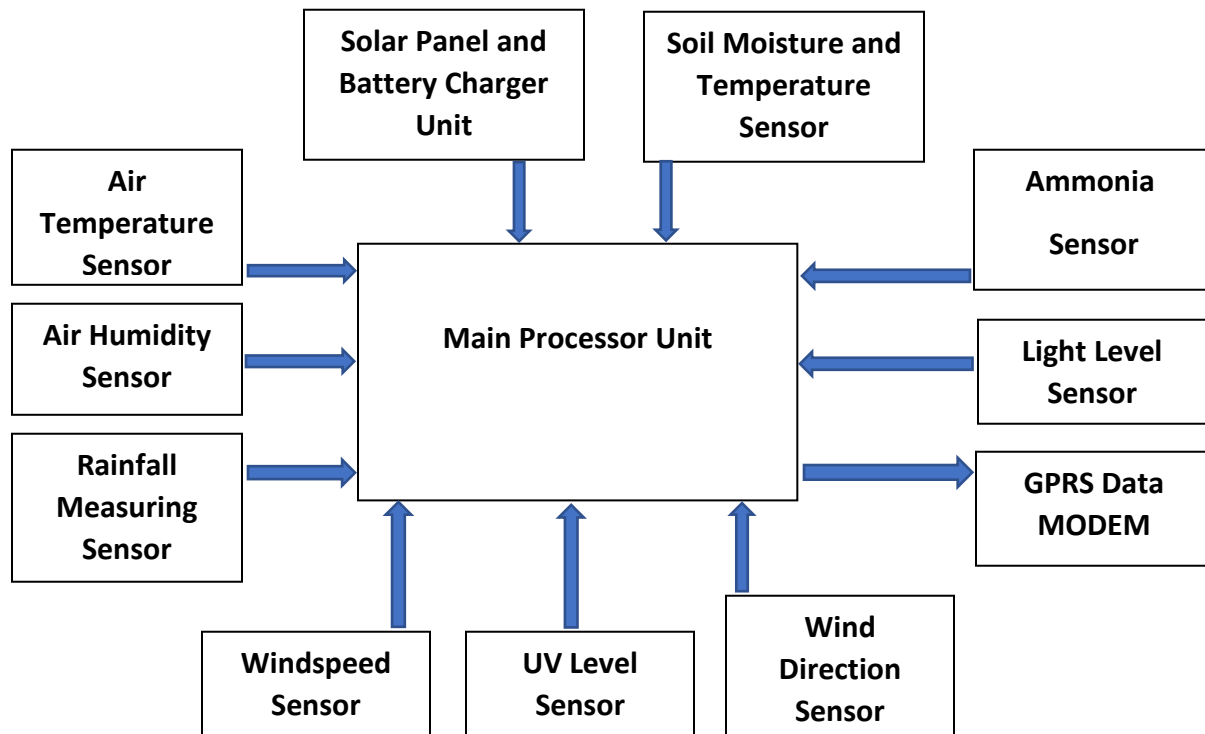 Solar Panel and
Battery Charger
Unit
Soil Moisture and
Temperature
Sensor
Air
Temperature
Sensor
Ammonia
Sensor
Main Processor Unit
Air Humidity
Sensor
Light Level
Sensor
Rainfall
Measuring
Sensor
GPRS Data
MODEM
Windspeed
Sensor
UV Level
Sensor
Wind
Direction
Sensor